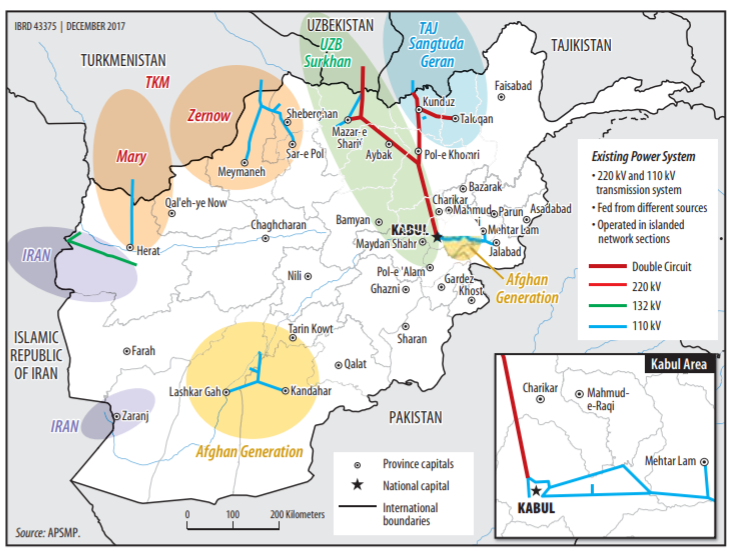 IBRD 43375 | DECEMBER 2017
UZBEKISTAN
TAJ
Sangtuda
Geran
UZB
Surkhan
TAJIKISTAN
TURKMENISTAN
TKM
Zernow
Mary
Faisabad
Kunduz
Taluqan
Sheberghan
Mazar-e
Sharif
Sar-e Pol
Aybak
Pol-e Khomri
Meymaneh
Bazarak
Qal'eh-ye Now
Charikar
Mahmud-
Parun
Asadabad
Chaghcharan
Bamyan
KABUL
Mehtar Lam
Maydan Shahr
Jalabad
IRAN
Herat
Pol-e 'Alam
Nili
Ghazni
Gardez
Khost
Afghan
Generation
Tarin Kowt
Sharan
ISLAMIC
REPUBLIC
OF IRAN
Farah
Qalat
Lashkar Gah
Kandahar
Zaranj
IRAN
Afghan Generation
PAKISTAN
Existing Power System
• 220 kV and 110 kV
transmission system
• Fed from different sources
• Operated in islanded
network sections
Double Circuit
220 kV
132 kV
110 kV
Kabul Area
Charikar
Mahmud-
e-Raqi
Mehtar Lam
KABUL
Province capitals
National capital
International
boundaries
0 100 200 Kilometers
Source: APSMP.